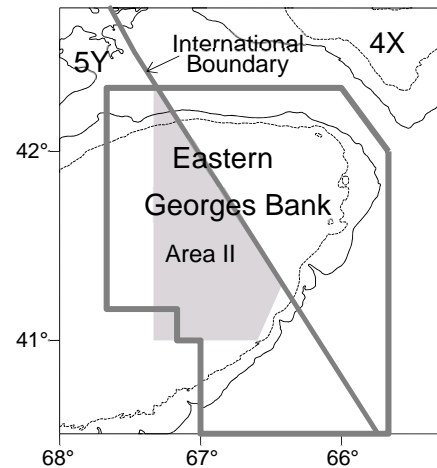 4X
5Y
International
Boundary
42°
Eastern
Georges Bank
Area II
41°
68°
67°
66°